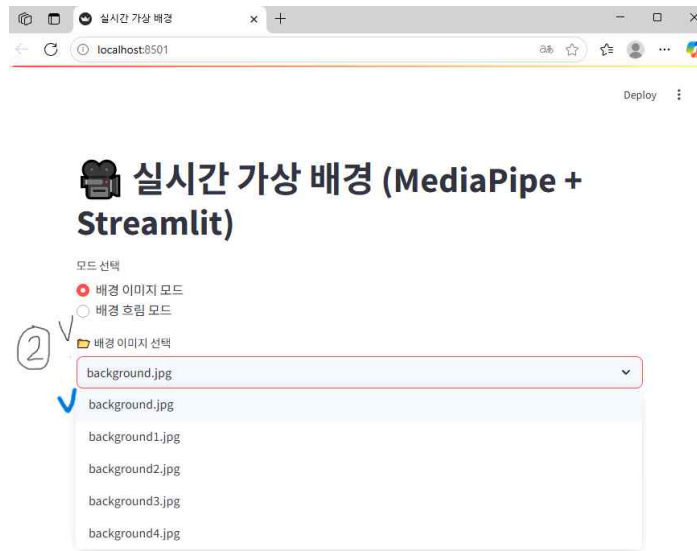 실시간 가상 배경
localhost:8501
Deploy
실시간 가상 배경 (MediaPipe +
Streamlit)
모드 선택
배경 이미지 모드
배경 흐림 모드
2
배경 이미지 선택
background.jpg
background.jpg
background1.jpg
background2.jpg
background3.jpg
background4.jpg